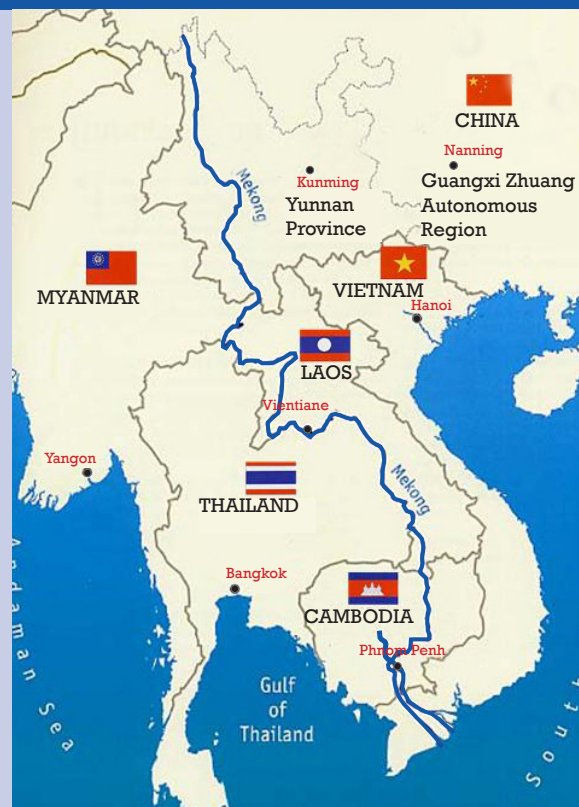 CHINA
Nanning
Kunming
Guangxi Zhuang
Autonomous
Region
Yunnan
Province
Mekong
MYANMAR
VIETNAM
Hanoi
LAOS
Vientiane
Yangon
THAILAND
Mekong
Bangkok
CAMBODIA
Phnom Penh
Gulf
of
Thailand
Andaman Sea
South